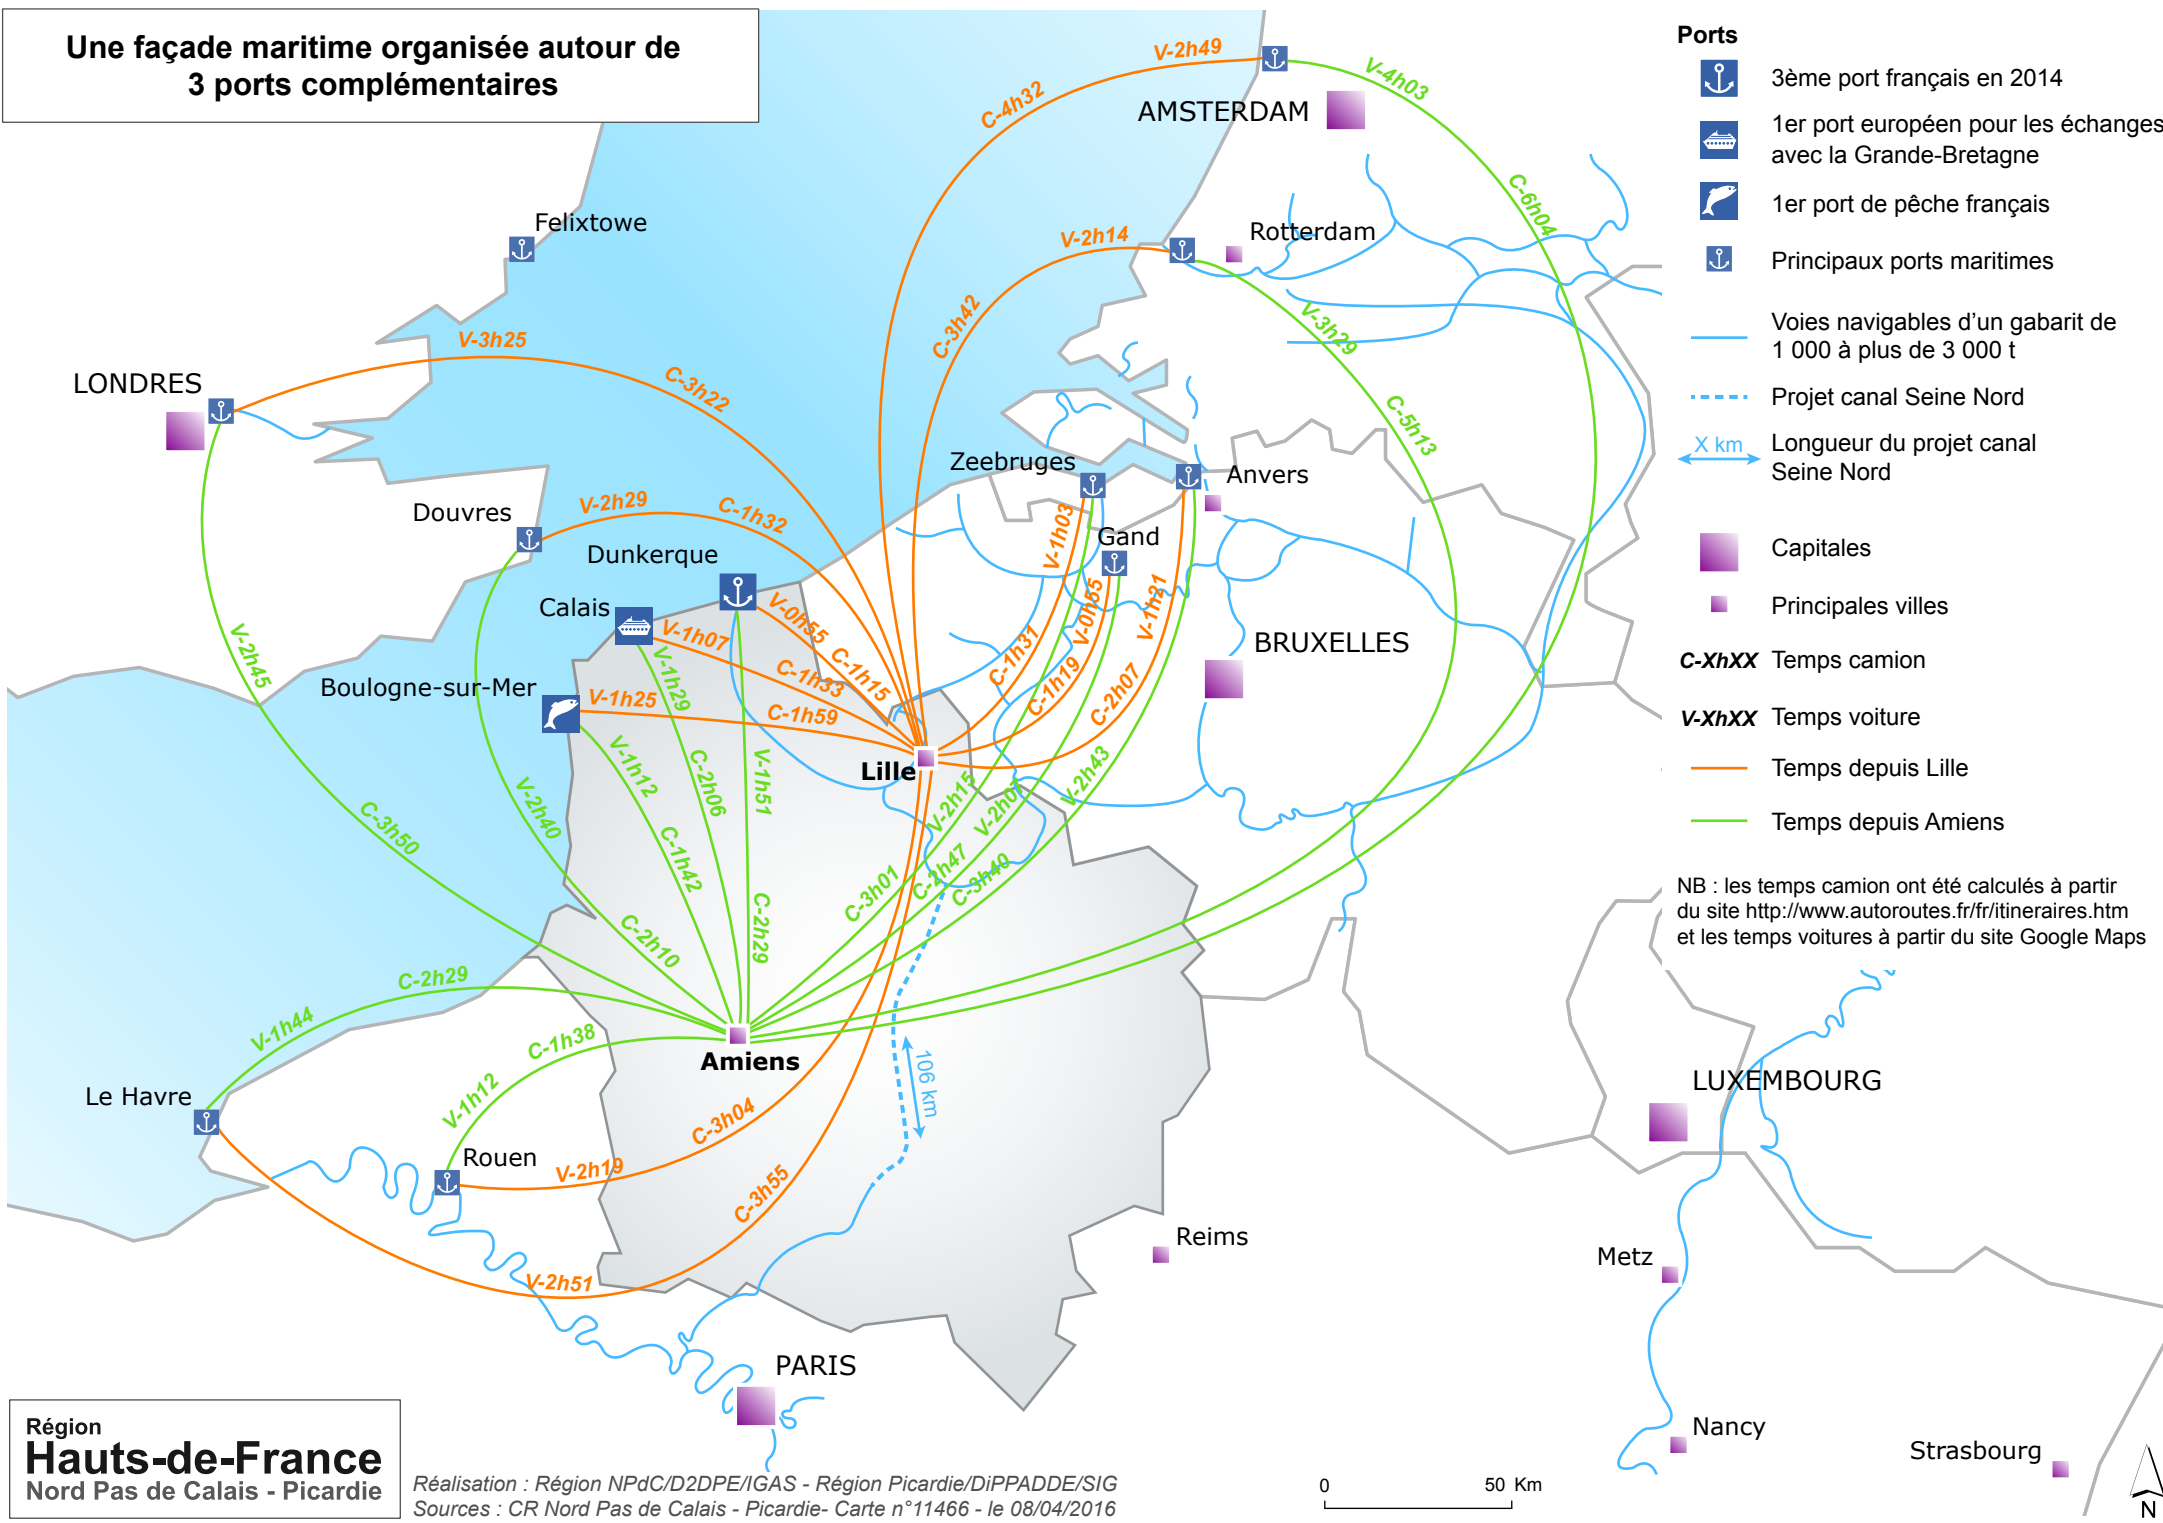 Une façade maritime organisée autour de
3 ports complémentaires
Ports
3ème port français en 2014
1er port européen pour les échanges
avec la Grande-Bretagne
1er port de pêche français
Principaux ports maritimes
Voies navigables d’un gabarit de
1 000 à plus de 3 000 t
Projet canal Seine Nord
X km
Longueur du projet canal
Seine Nord
Capitales
Principales villes
C-XhXX Temps camion
V-XhXX Temps voiture
Temps depuis Lille
Temps depuis Amiens
NB : les temps camion ont été calculés à partir
du site http://www.autoroutes.fr/fr/itineraires.htm
et les temps voitures à partir du site Google Maps
V-2h49
V-4h03
C-4h32
AMSTERDAM
C-6h04
Felixtowe
V-2h14
Rotterdam
C-3h42
V-3h29
V-3h25
LONDRES
C-3h22
C-5h13
Zeebruges
Anvers
Douvres
V-2h29
C-1h32
V-1h03
Gand
Dunkerque
Calais
V-0h55
V-1h07
V-0h55
V-1h21
BRUXELLES
V-2h45
V-1h29
C-1h33
C-1h15
C-1h31
C-1h19
C-2h07
Boulogne-sur-Mer
V-1h25
C-1h59
V-1h12
C-2h06
V-1h51
Lille
V-2h15
V-2h07
V-2h43
C-3h50
V-2h40
C-1h42
C-3h01
C-2h47
C-3h40
C-2h10
C-2h29
C-2h29
V-1h44
C-1h38
Amiens
106 km
Le Havre
V-1h12
C-3h04
LUXEMBOURG
Rouen
V-2h19
C-3h55
Reims
V-2h51
Metz
PARIS
Nancy
Strasbourg
Région
Hauts-de-France
Nord Pas de Calais - Picardie
Réalisation : Région NPdC/D2DPE/IGAS - Région Picardie/DiPPADDE/SIG
Sources : CR Nord Pas de Calais - Picardie- Carte n°11466 - le 08/04/2016
0 50 Km
N